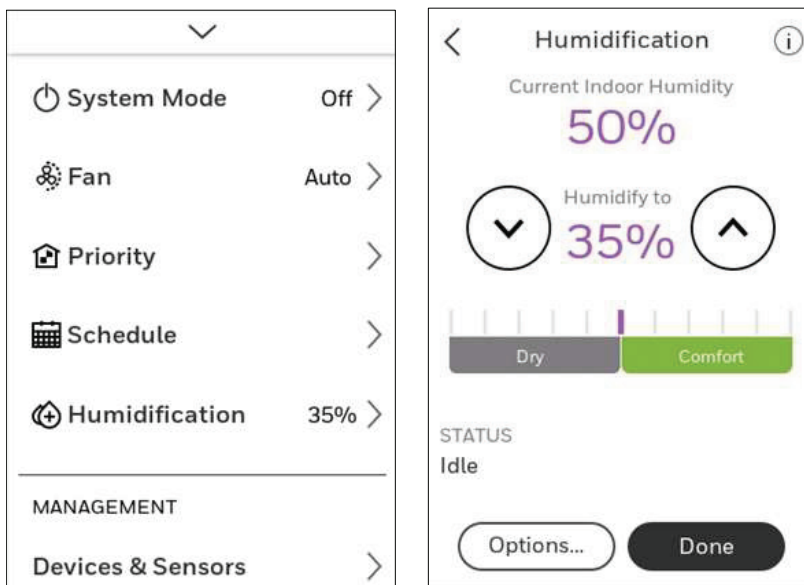 System Mode Off
Fan Auto
Priority
Schedule
Humidification 35%
MANAGEMENT
Devices & Sensors
Humidification
Current Indoor Humidity
50%
Humidify to
35%
Dry Comfort
STATUS
Idle
Options... Done